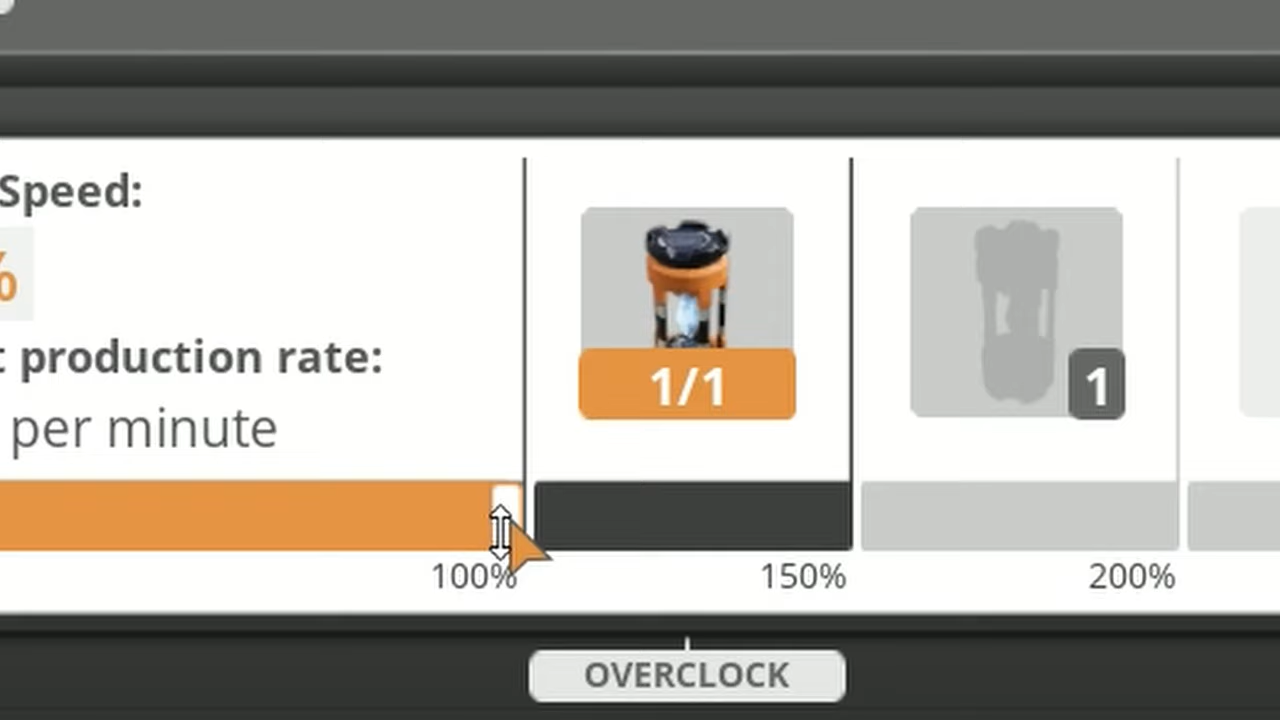 Speed:
%
t production rate:
per minute
1/1
1
100%
150%
200%
OVERCLOCK